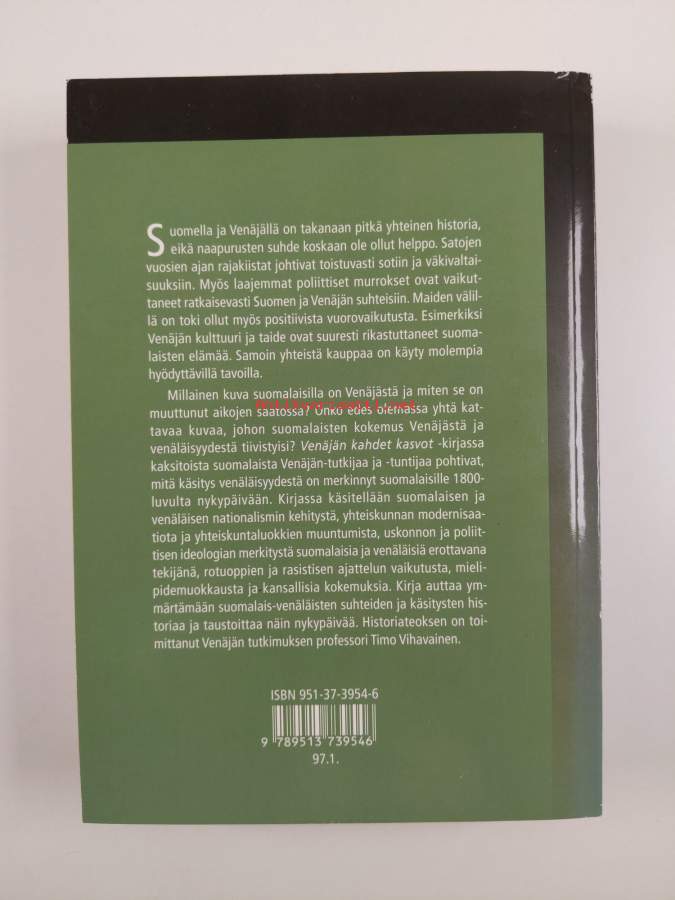 Suomella ja Venäjällä on takanaan pitkä yhteinen historia,
eikä naapurusten suhde koskaan ole ollut helppo. Satojen
vuosien ajan rajakiistat johtivat toistuvasti sotiin ja väkivaltai-
suuksiin. Myös laajemmat poliittiset murrokset ovat vaikut-
taneet ratkaisevasti Suomen ja Venäjän suhteisiin. Maiden välil-
lä on toki ollut myös positiivista vuorovaikutusta. Esimerkiksi
Venäjän kulttuuri ja taide ovat suuresti rikastuttaneet suoma-
laisten elämää. Samoin yhteistä kauppaa on käyty molempia
hyödyttävillä tavoilla.
Millainen kuva suomalaisilla on Venäjästä ja miten se on
muuttunut aikojen saatossa? Onko edes olemassa yhtä kat-
tavaa kuvaa, johon suomalaisten kokemus Venäjästä ja
venäläisyydestä tiivistyisi? Venäjän kahdet kasvot -kirjassa
kaksitoista suomalaista Venäjän-tutkijaa ja -tuntijaa pohtivat,
mitä käsitys venäläisyydestä on merkinnyt suomalaisille 1800-
luvulta nykypäivään. Kirjassa käsitellään suomalaisen ja
venäläisen nationalismin kehitystä, yhteiskunnan modernisaa-
tiota ja yhteiskuntaluokkien muuntumista, uskonnon ja poliit-
tisen ideologian merkitystä suomalaisia ja venäläisiä erottavana
tekijänä, rotuoppien ja rasistisen ajattelun vaikutusta, mieli-
pidemuokkausta ja kansallisia kokemuksia. Kirja auttaa ym-
märtämään suomalais-venäläisten suhteiden ja käsitysten his-
toriaa ja taustoittaa näin nykypäivää. Historiateoksen on toi-
mittanut Venäjän tutkimuksen professori Timo Vihavainen.
ISBN 951-37-3954-6
9 789513 739546
97.1.